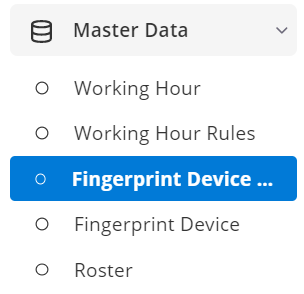 Master Data
Working Hour
Working Hour Rules
Fingerprint Device ...
Fingerprint Device
Roster